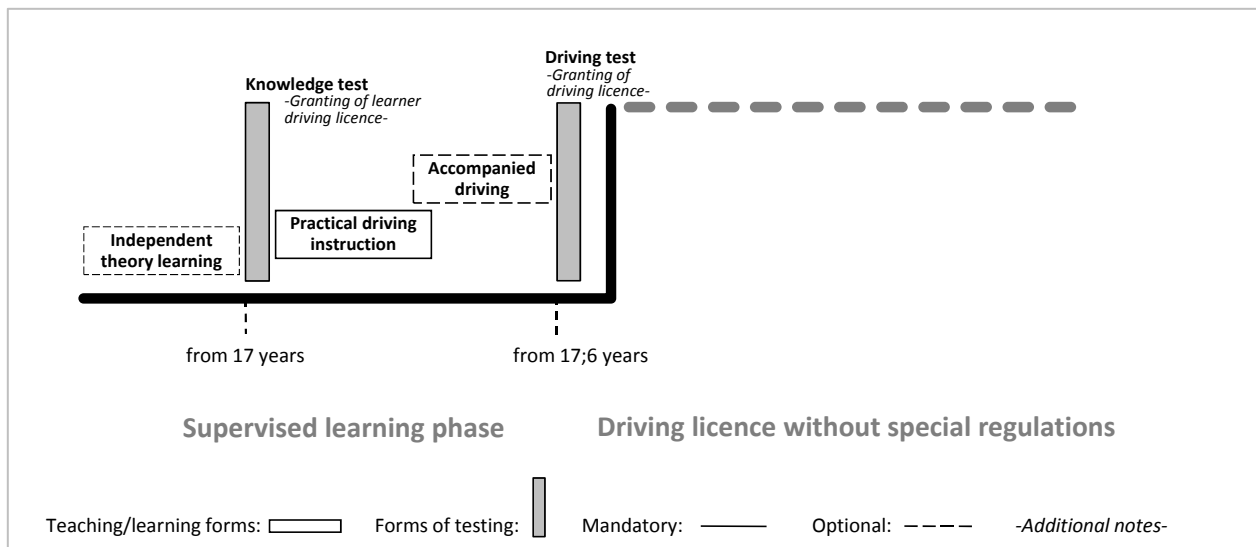 Driving test
-Granting of
driving licence-
Knowledge test
-Granting of learner
driving licence-
Accompanied
driving
Practical driving
instruction
Independent
theory learning
from 17 years
from 17;6 years
Supervised learning phase
Driving licence without special regulations
Teaching/learning forms:
Forms of testing:
Mandatory:
Optional:
-Additional notes-